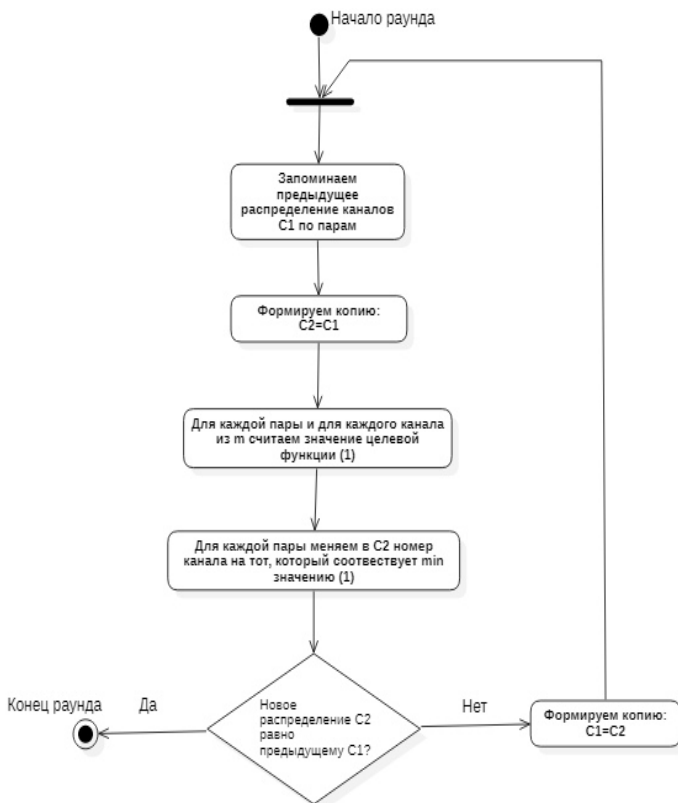 Начало раунда
Запоминаем
предыдущее
распределение каналов
C1 по парам
Формируем копию:
C2=C1
Для каждой пары и для каждого канала
из m считаем значение целевой
функции (1)
Для каждой пары меняем в C2 номер
канала на тот, который соотвествует min
значению (1)
Конец раунда
Да
Новое
распределение C2
равно
предыдущему C1?
Нет
Формируем копию:
C1=C2